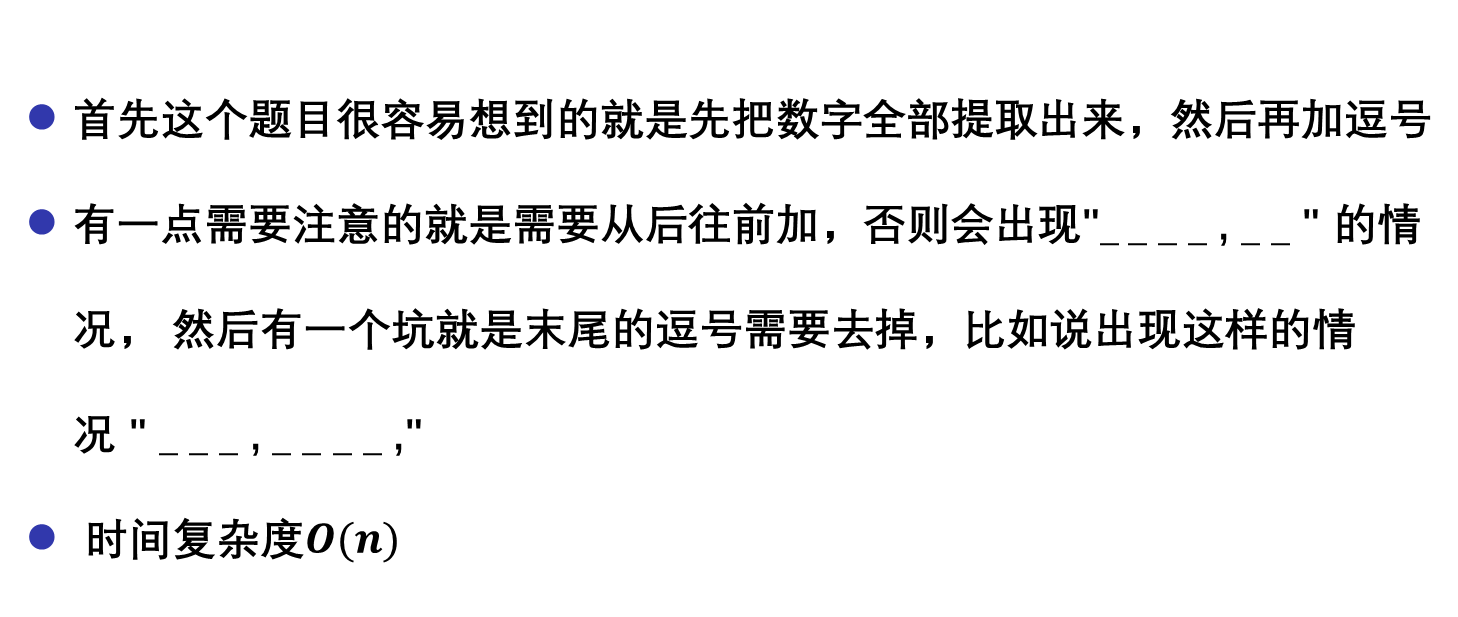 ● 首先这个题目很容易想到的就是先把数字全部提取出来，然后再加逗号
● 有一点需要注意的就是需要从后往前加，否则会出现"_ _ _ _ , _ _ " 的情
况， 然后有一个坑就是末尾的逗号需要去掉，比如说出现这样的情
况 " _ _ _ , _ _ _ _ ,"
● 时间复杂度O(n)